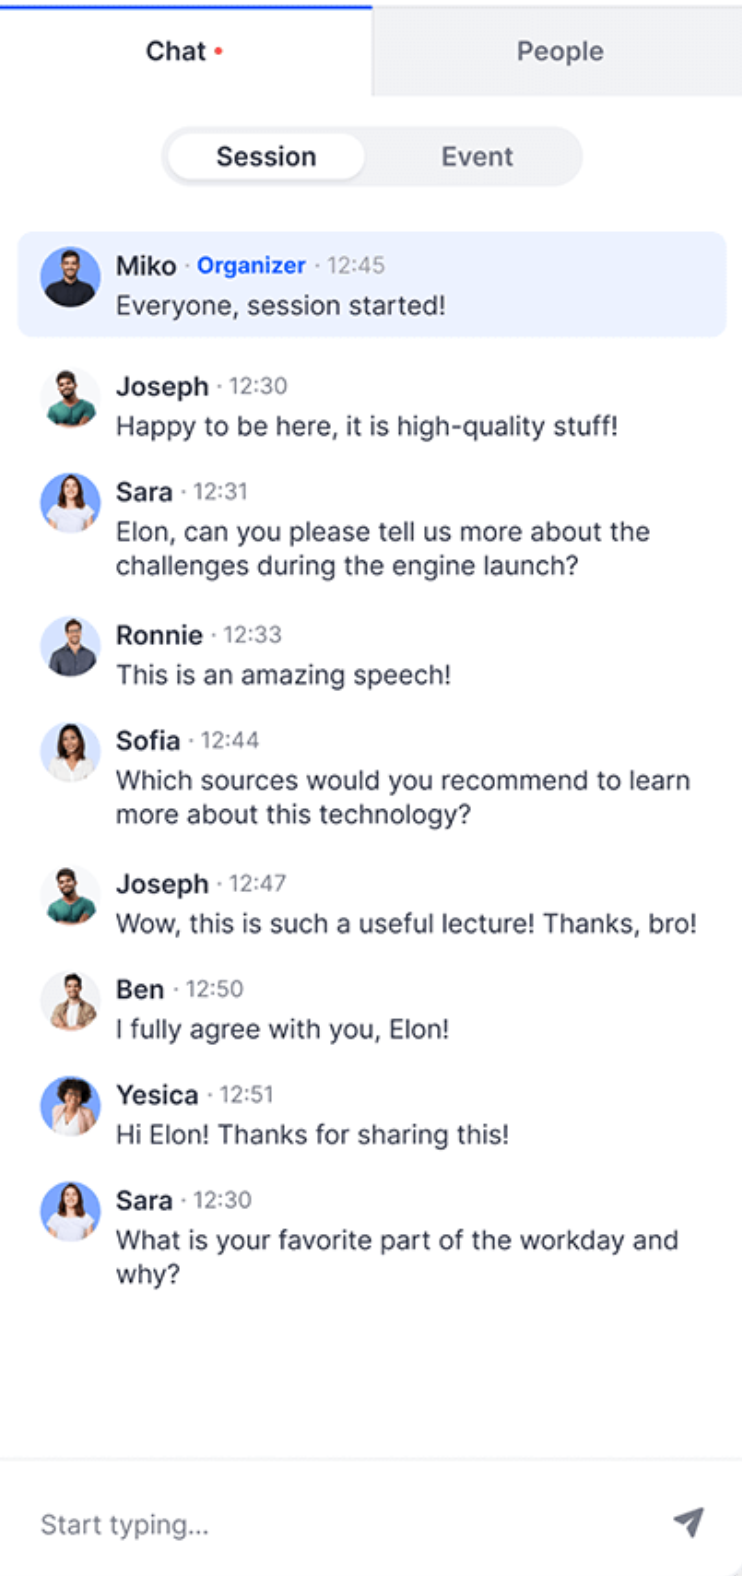 Chat •
People
Session
Event
Miko · Organizer · 12:45
Everyone, session started!
Joseph · 12:30
Happy to be here, it is high-quality stuff!
Sara · 12:31
Elon, can you please tell us more about the
challenges during the engine launch?
Ronnie · 12:33
This is an amazing speech!
Sofia · 12:44
Which sources would you recommend to learn
more about this technology?
Joseph · 12:47
Wow, this is such a useful lecture! Thanks, bro!
Ben · 12:50
I fully agree with you, Elon!
Yesica · 12:51
Hi Elon! Thanks for sharing this!
Sara · 12:30
What is your favorite part of the workday and
why?
Start typing...